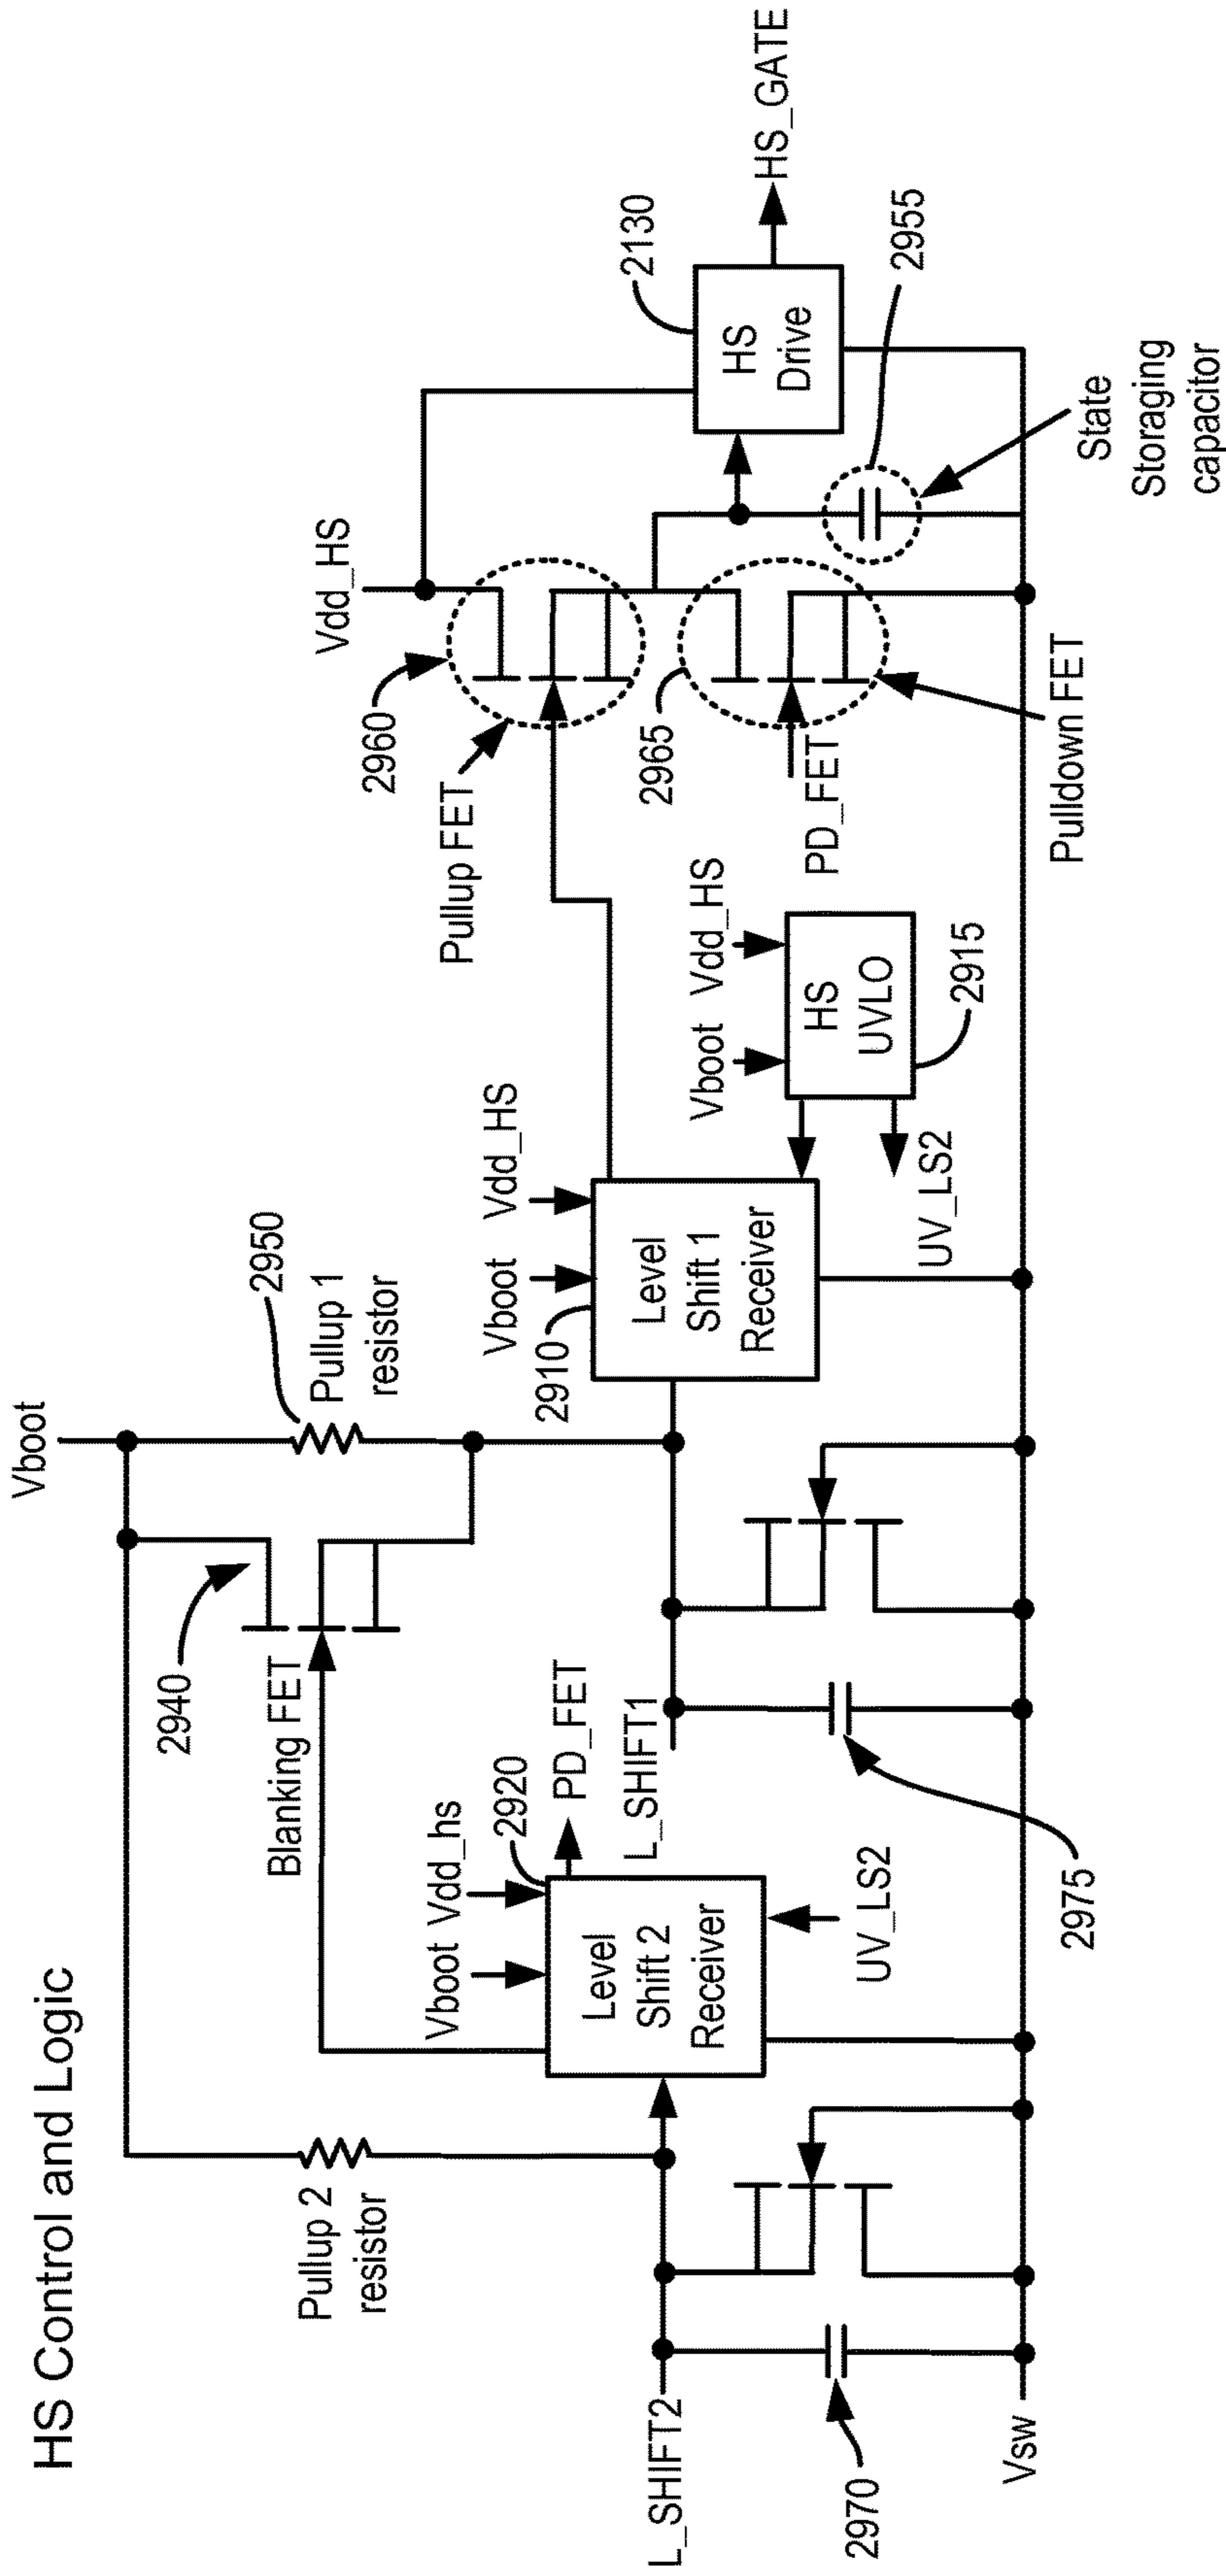 HS Control and Logic
Vboot
2940
Blanking FET
2950
Pullup 1
resistor
Pullup 2
resistor
Vboot
Vdd_hs
2920
PD_FET
Level
Shift 2
Receiver
UV_LS2
L_SHIFT2
2970
Vsw
L_SHIFT1
2975
Vboot
Vdd_HS
2910
Level
Shift 1
Receiver
Vboot
Vdd_HS
HS
UVLO
2915
UV_LS2
Vdd_HS
2960
Pullup FET
2965
PD_FET
Pulldown FET
2130
HS
Drive
HS_GATE
2955
State
Storaging
capacitor